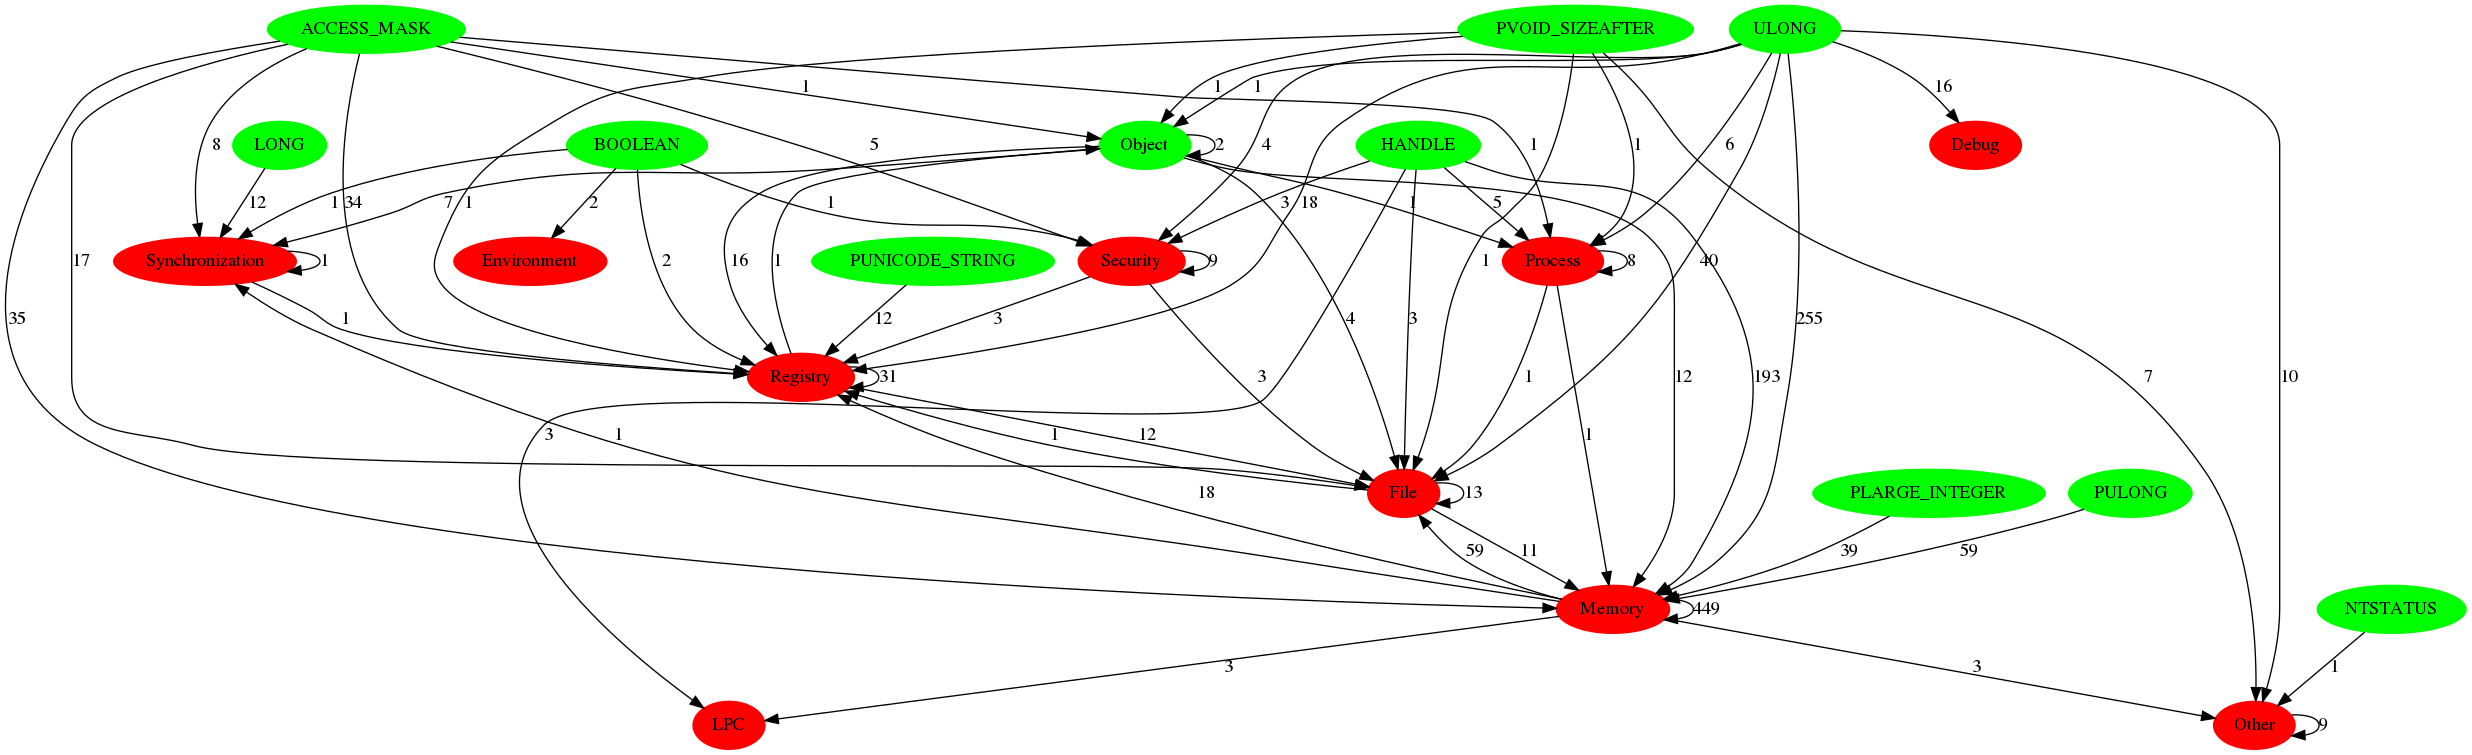 ACCESS_MASK PVOID_SIZEAFTER ULONG
1 1 1 16
LONG BOOLEAN Object HANDLE Debug
8 5 2 4 1 1 6
12 1 34 7 2 1 1 3 18 1 5
Synchronization Environment PUNICODE_STRING Security Process
17 1 2 16 1 9 1 8 40
35 1 12 3 4 3 255
Registry
31 3 1 12 193 7 10
3 1 1 12 1
File PLARGE_INTEGER PULONG
18 13
59 11 39 59
Memory NTSTATUS
449
3 3 1
LPC Other
9